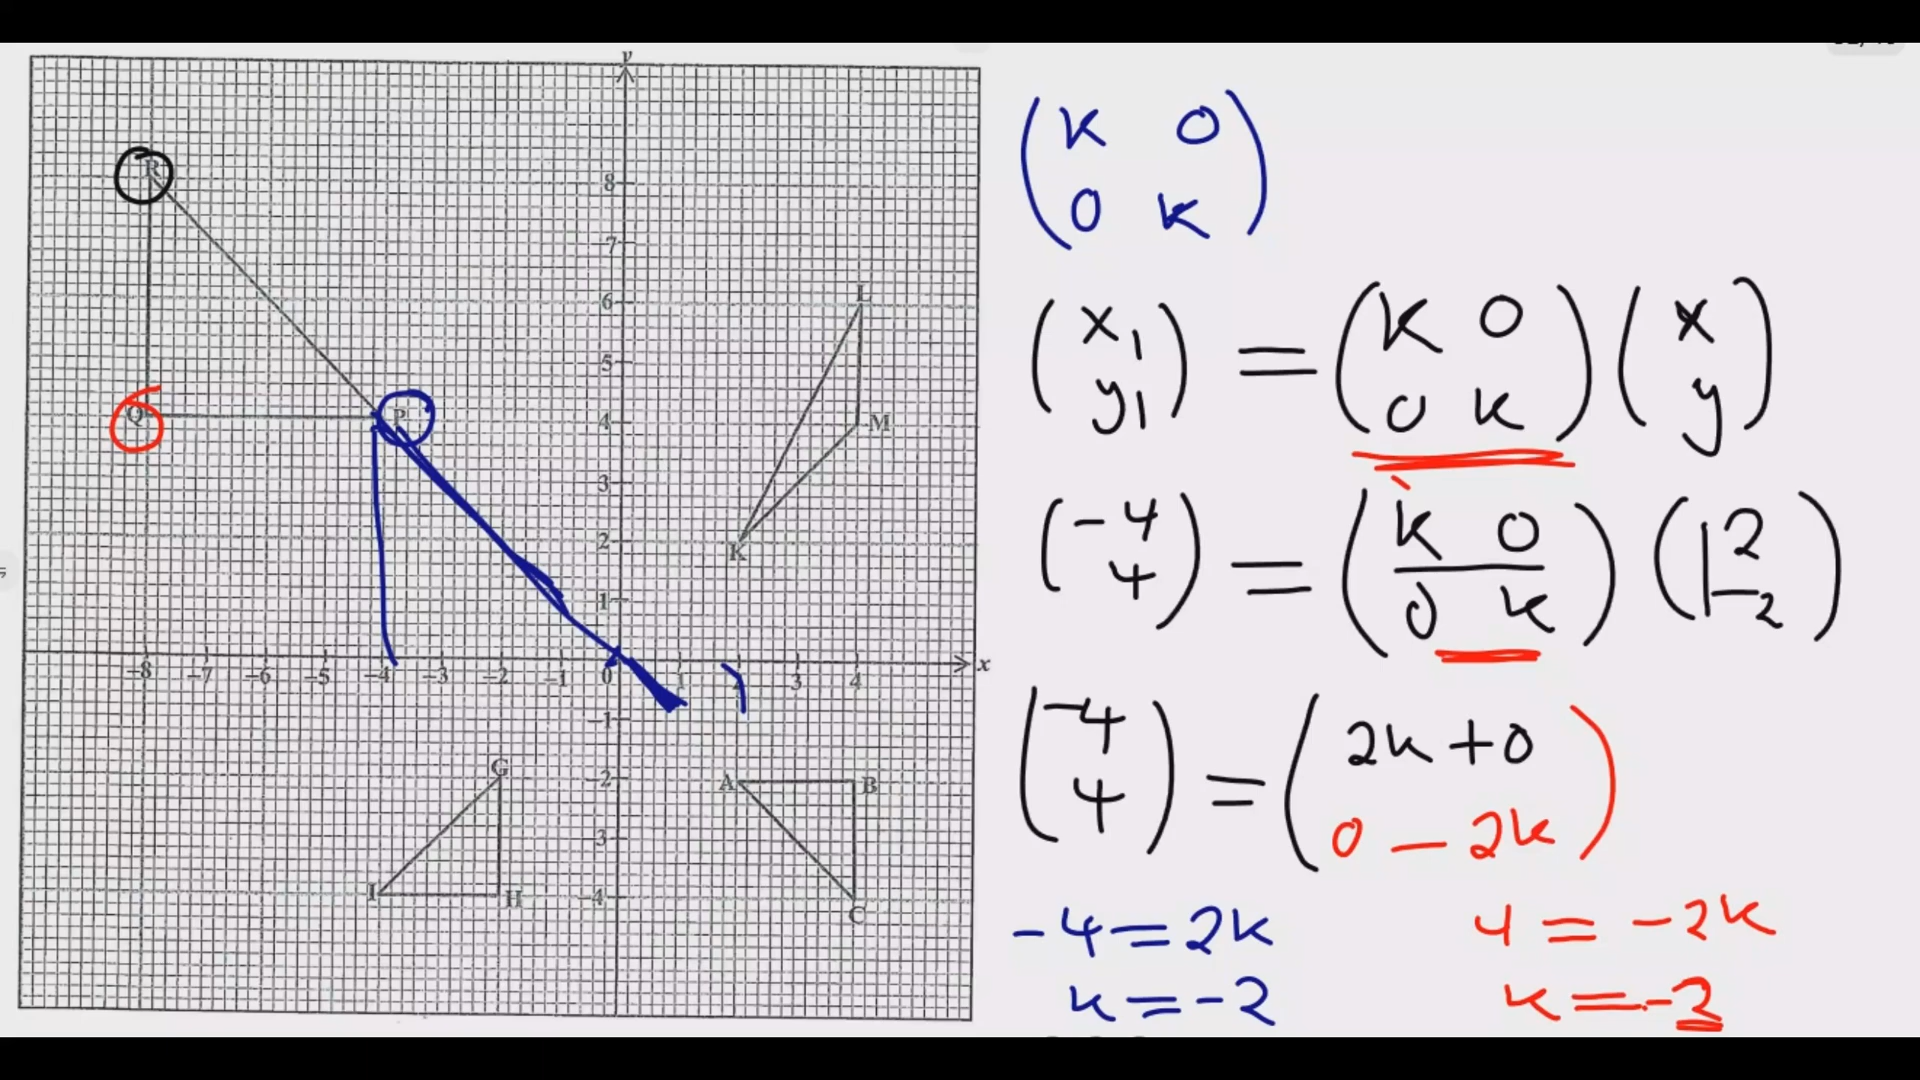 y
R
8
7
6
5
4
3
2
1
Q
P
L
M
K
-8 -7 -6 -5 -4 -3 -2 -1 0 1 2 3 4 x
-1
-2
3
-4
G
A B
I H
C
(k 0
0 k)
(x₁
y₁) = (k 0
0 k) (x
y)
(-4
4) = (k 0
0 k) (2
-2)
(-4
4) = (2k+0
0 - 2k)
-4 = 2k 4 = -2k
k = -2 k = -2